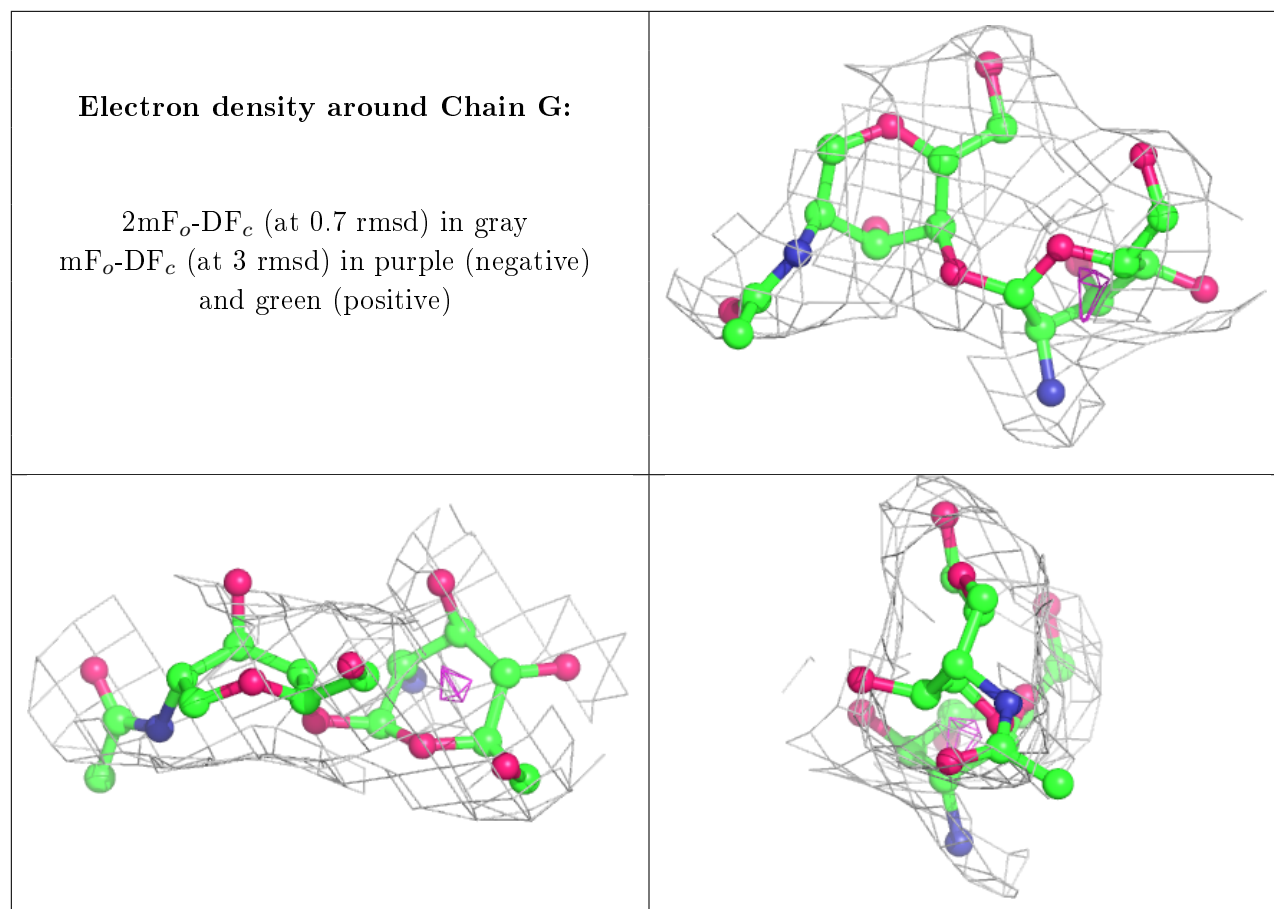 Electron density around Chain G:
2mFₒ-DF𝒸 (at 0.7 rmsd) in gray
mFₒ-DF𝒸 (at 3 rmsd) in purple (negative)
and green (positive)